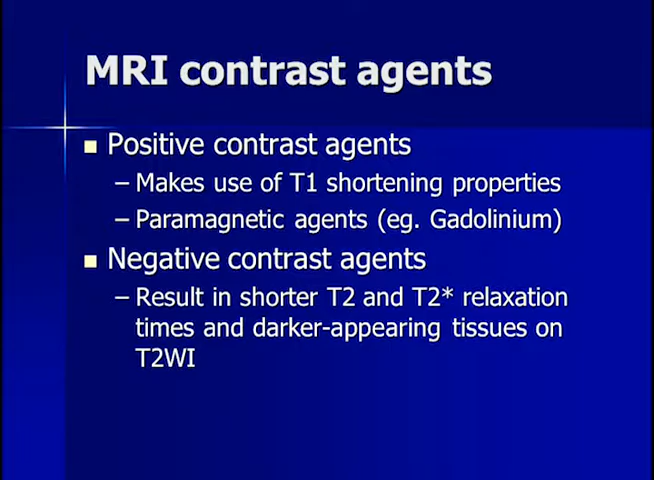 MRI contrast agents
Positive contrast agents
– Makes use of T1 shortening properties
– Paramagnetic agents (eg. Gadolinium)
Negative contrast agents
– Result in shorter T2 and T2* relaxation
times and darker-appearing tissues on
T2WI